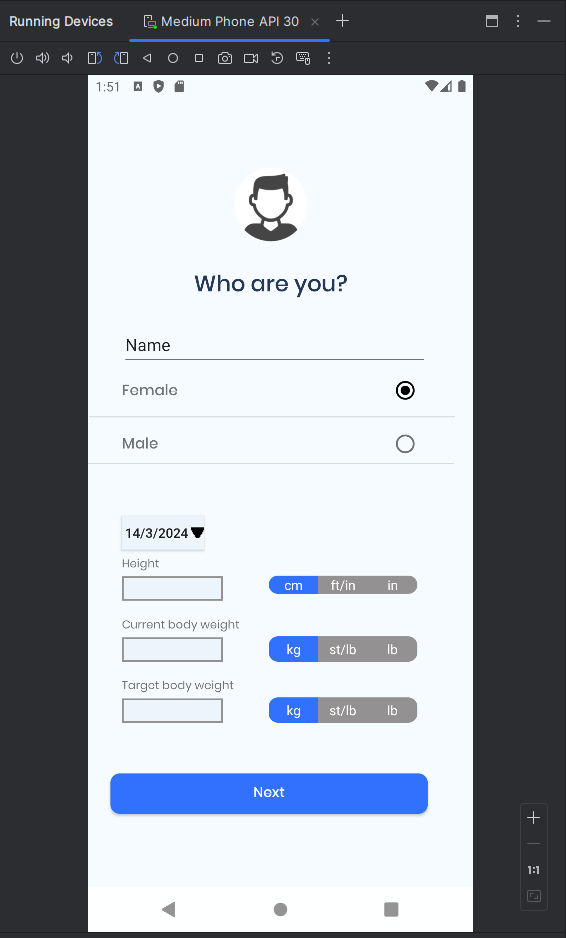 Running Devices Medium Phone API 30
1:51
Who are you?
Name
Female
Male
14/3/2024
Height
cm ft/in in
Current body weight
kg st/lb lb
Target body weight
kg st/lb lb
Next
1:1